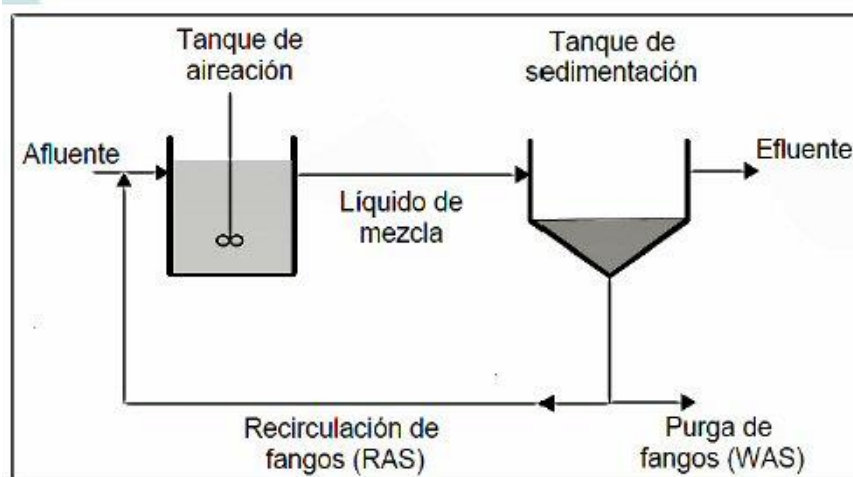 Tanque de
aireación
Tanque de
sedimentación
Afluente
Efluente
Líquido de
mezcla
Recirculación de
fangos (RAS)
Purga de
fangos (WAS)